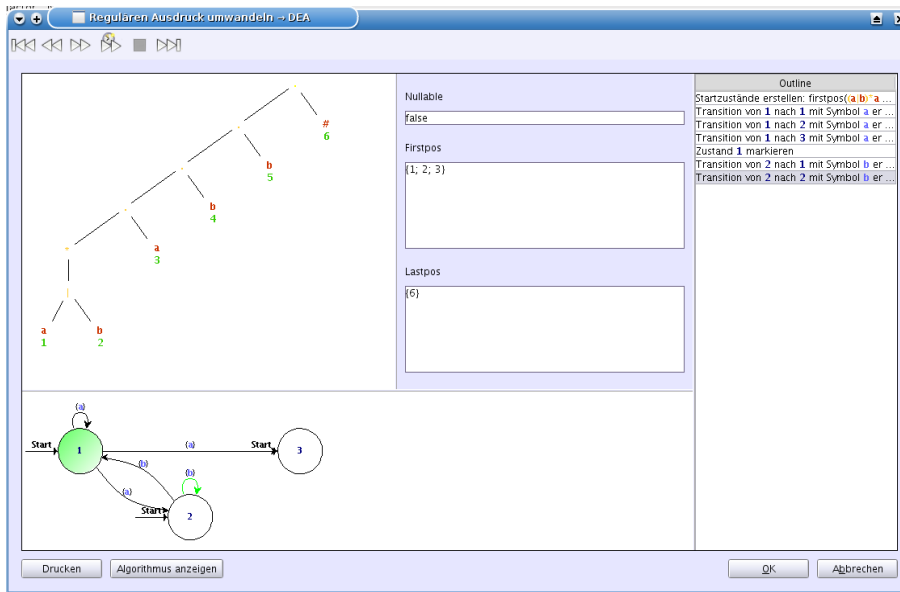 Regulären Ausdruck umwandeln → DEA
#
6
b
5
b
4
a
3
a
1
b
2
Nullable
false
Firstpos
{1; 2; 3}
Lastpos
{6}
Outline
Startzustände erstellen: firstpos((a|b)*a ...
Transition von 1 nach 1 mit Symbol a er ...
Transition von 1 nach 2 mit Symbol a er ...
Transition von 1 nach 3 mit Symbol a er ...
Zustand 1 markieren
Transition von 2 nach 1 mit Symbol b er ...
Transition von 2 nach 2 mit Symbol b er ...
(a)
Start
1
(a)
Start
3
(b)
(b)
(a)
Start
2
Drucken
Algorithmus anzeigen
OK
Abbrechen